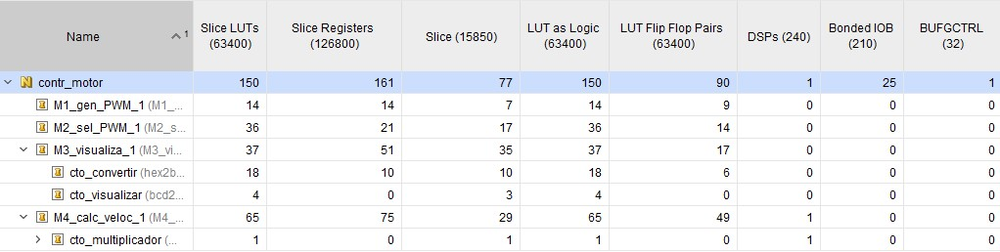 Name 1 Slice LUTs (63400) Slice Registers (126800) Slice (15850) LUT as Logic (63400) LUT Flip Flop Pairs (63400) DSPs (240) Bonded IOB (210) BUFGCTRL (32)
N contr_motor 150 161 77 150 90 1 25 1
M1_gen_PWM_1 (M1_... 14 14 7 14 9 0 0 0
M2_sel_PWM_1 (M2_s... 36 21 17 36 14 0 0 0
M3_visualiza_1 (M3_vi... 37 51 35 37 17 0 0 0
cto_convertir (hex2b... 18 10 10 18 6 0 0 0
cto_visualizar (bcd2... 4 0 3 4 0 0 0 0
M4_calc_veloc_1 (M4_... 65 75 29 65 49 1 0 0
cto_multiplicador (... 1 0 1 1 0 1 0 0